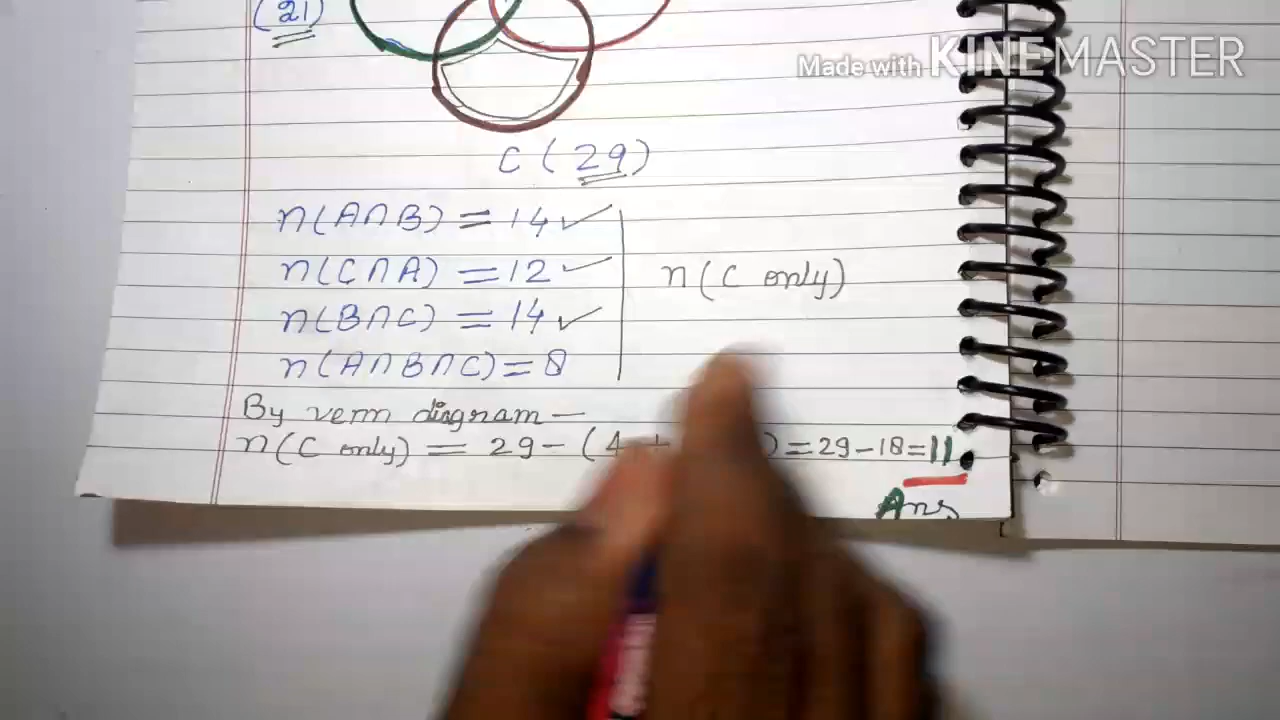 (21)
Made with KINEMASTER
C (29)
n(A∩B) = 14 ✓
n(C∩A) = 12 ✓
n(C only)
n(B∩C) = 14 ✓
n(A∩B∩C) = 8
By venn diagram —
n(C only) = 29 - (4 + ) = 29 - 18 = 11.
Ans